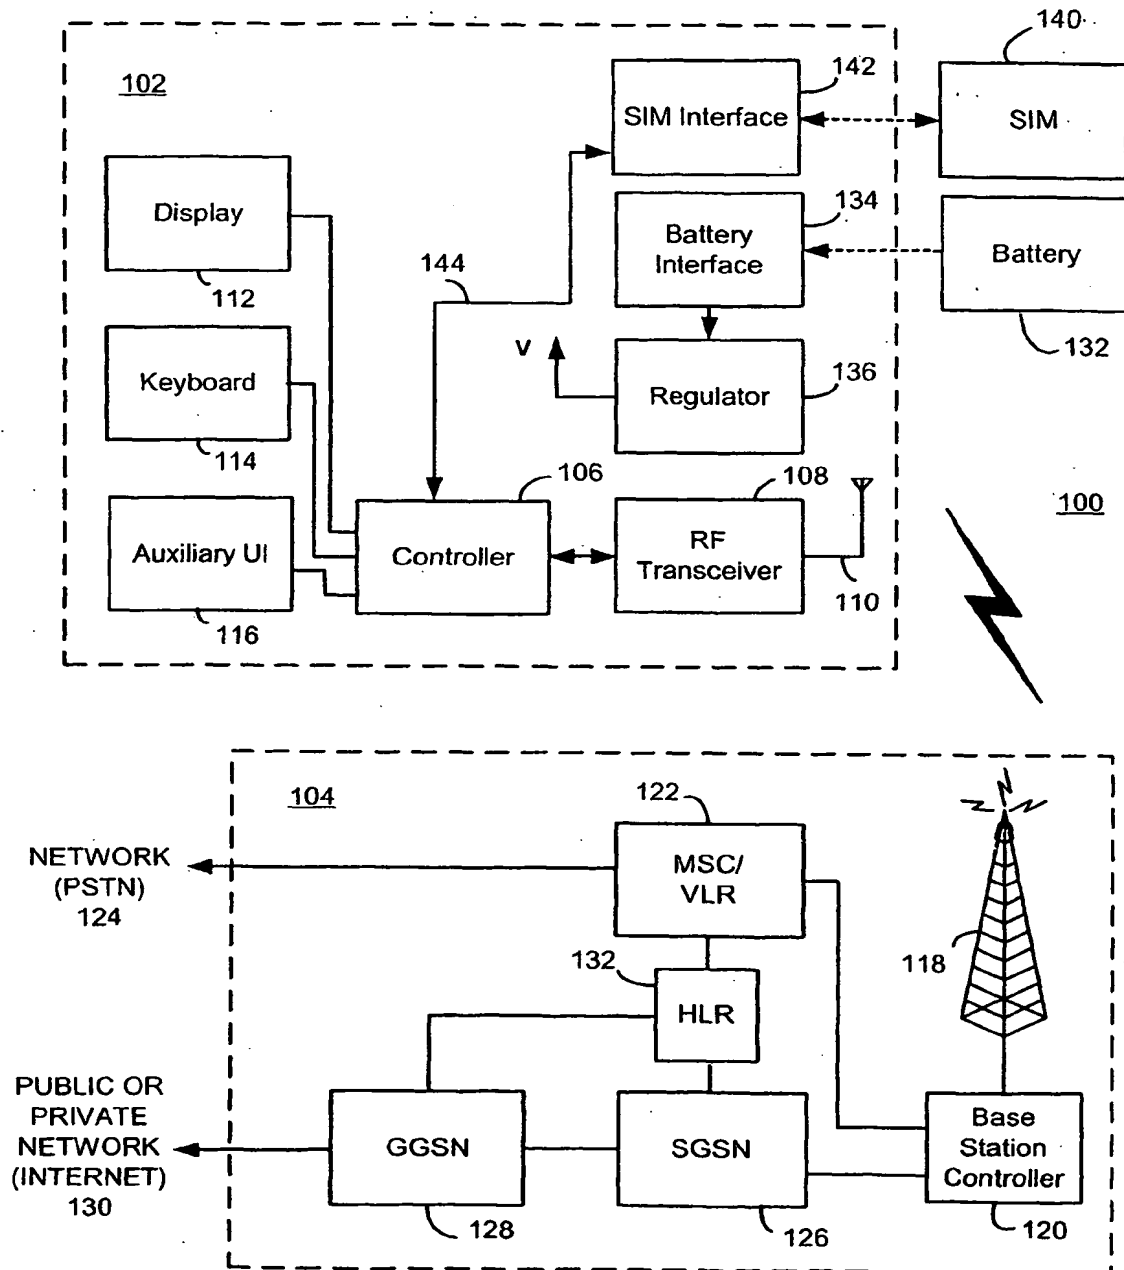 140
102
142
SIM Interface
SIM
Display
134
Battery
Interface
Battery
144
112
132
V
Keyboard
Regulator
136
114
106
108
100
Auxiliary UI
Controller
RF
Transceiver
110
116
104
122
NETWORK
(PSTN)
124
MSC/
VLR
118
132
HLR
PUBLIC OR
PRIVATE
NETWORK
(INTERNET)
130
GGSN
SGSN
Base
Station
Controller
128
126
120